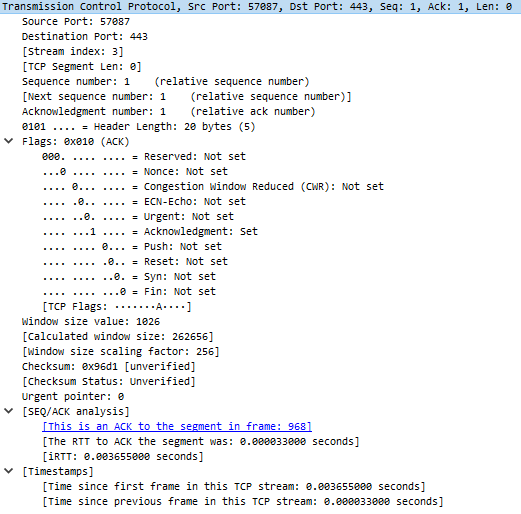 Transmission Control Protocol, Src Port: 57087, Dst Port: 443, Seq: 1, Ack: 1, Len: 0
Source Port: 57087
Destination Port: 443
[Stream index: 3]
[TCP Segment Len: 0]
Sequence number: 1    (relative sequence number)
[Next sequence number: 1    (relative sequence number)]
Acknowledgment number: 1    (relative ack number)
0101 .... = Header Length: 20 bytes (5)
Flags: 0x010 (ACK)
000. .... .... = Reserved: Not set
...0 .... .... = Nonce: Not set
.... 0... .... = Congestion Window Reduced (CWR): Not set
.... .0.. .... = ECN-Echo: Not set
.... ..0. .... = Urgent: Not set
.... ...1 .... = Acknowledgment: Set
.... .... 0... = Push: Not set
.... .... .0.. = Reset: Not set
.... .... ..0. = Syn: Not set
.... .... ...0 = Fin: Not set
[TCP Flags: ·······A····]
Window size value: 1026
[Calculated window size: 262656]
[Window size scaling factor: 256]
Checksum: 0x96d1 [unverified]
[Checksum Status: Unverified]
Urgent pointer: 0
[SEQ/ACK analysis]
[This is an ACK to the segment in frame: 968]
[The RTT to ACK the segment was: 0.000033000 seconds]
[iRTT: 0.003655000 seconds]
[Timestamps]
[Time since first frame in this TCP stream: 0.003655000 seconds]
[Time since previous frame in this TCP stream: 0.000033000 seconds]